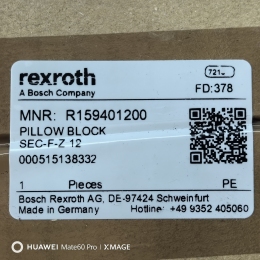 rexroth
A Bosch Company
721
FD:378
MNR: R159401200
PILLOW BLOCK
SEC-F-Z 12
000515138332
1 Pieces PE
Bosch Rexroth AG, DE-97424 Schweinfurt
Made in Germany Hotline: +49 9352 405060
HUAWEI Mate60 Pro | XMAGE